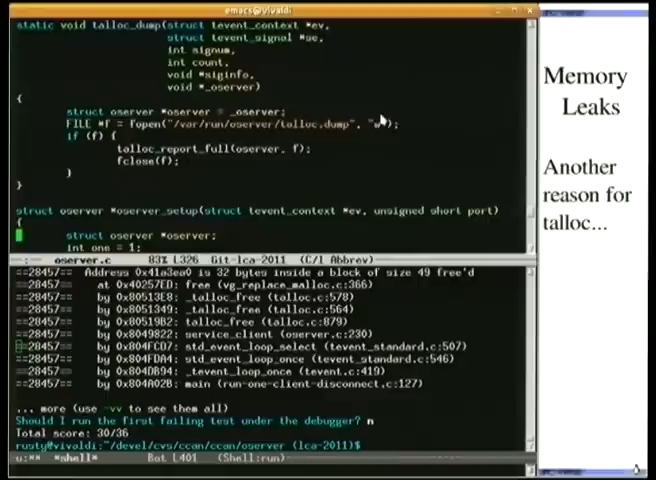 emacs@vivaldi
static void talloc_dump(struct tevent_context *ev,
struct tevent_signal *se,
int signum,
int count,
void *siginfo,
void *_oserver)
{
struct oserver *oserver = _oserver;
FILE *f = fopen("/var/run/oserver/talloc.dump", "w");
if (f) {
talloc_report_full(oserver, f);
fclose(f);
}
}
struct oserver *oserver_setup(struct tevent_context *ev, unsigned short port)
{
struct oserver *oserver;
int one = 1;
-:--- oserver.c 83% L326 Git-lca-2011 (C/l Abbrev)
==28457== Address 0x41a3ea0 is 32 bytes inside a block of size 49 free'd
==28457== at 0x40257ED: free (vg_replace_malloc.c:366)
==28457== by 0x80513E8: _talloc_free (talloc.c:578)
==28457== by 0x8051349: _talloc_free (talloc.c:564)
==28457== by 0x80519B2: talloc_free (talloc.c:879)
==28457== by 0x8049822: service_client (oserver.c:230)
==28457== by 0x804FCD7: std_event_loop_select (tevent_standard.c:507)
==28457== by 0x804FDA4: std_event_loop_once (tevent_standard.c:546)
==28457== by 0x804DB94: _tevent_loop_once (tevent.c:419)
==28457== by 0x804A02B: main (run-one-client-disconnect.c:127)
... more (use -vv to see them all)
Should I run the first failing test under the debugger? n
Total score: 30/36
rusty@vivaldi:~/devel/cvs/ccan/ccan/oserver (lca-2011)$
u:** *shell* Bot L401 (Shell:run)
Memory
Leaks
Another
reason for
talloc...